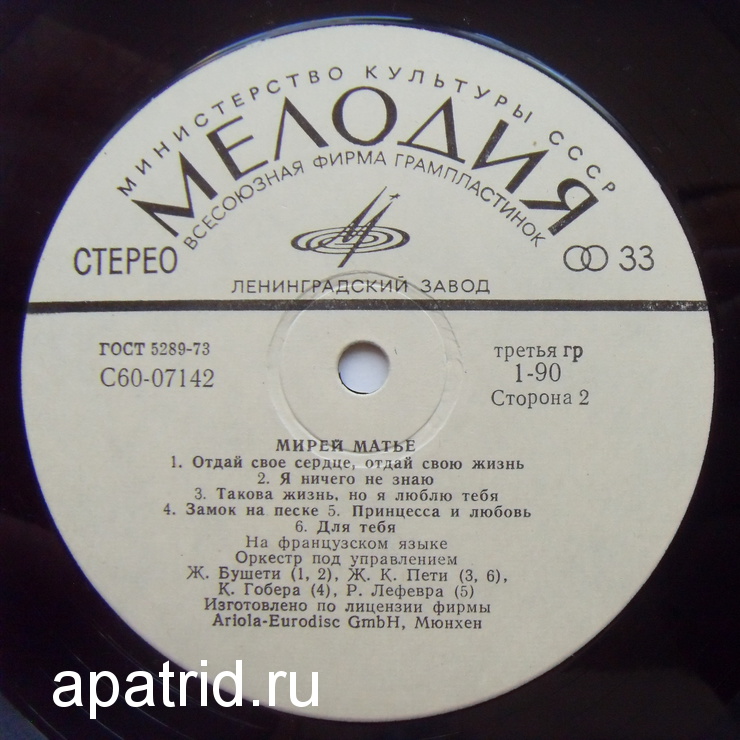 МИНИСТЕРСТВО КУЛЬТУРЫ СССР
МЕЛОДИЯ
ВСЕСОЮЗНАЯ ФИРМА ГРАМПЛАСТИНОК
СТЕРЕО
33
ЛЕНИНГРАДСКИЙ ЗАВОД
ГОСТ 5289-73
третья гр
С60-07142
1-90
Сторона 2
МИРЕЙ МАТЬЕ
1. Отдай свое сердце, отдай свою жизнь
2. Я ничего не знаю
3. Такова жизнь, но я люблю тебя
4. Замок на песке 5. Принцесса и любовь
6. Для тебя
На французском языке
Оркестр под управлением
Ж. Бушети (1, 2), Ж. К. Пети (3, 6),
К. Гобера (4), Р. Лефевра (5)
Изготовлено по лицензии фирмы
Ariola-Eurodisc GmbH, Мюнхен
apatrid.ru